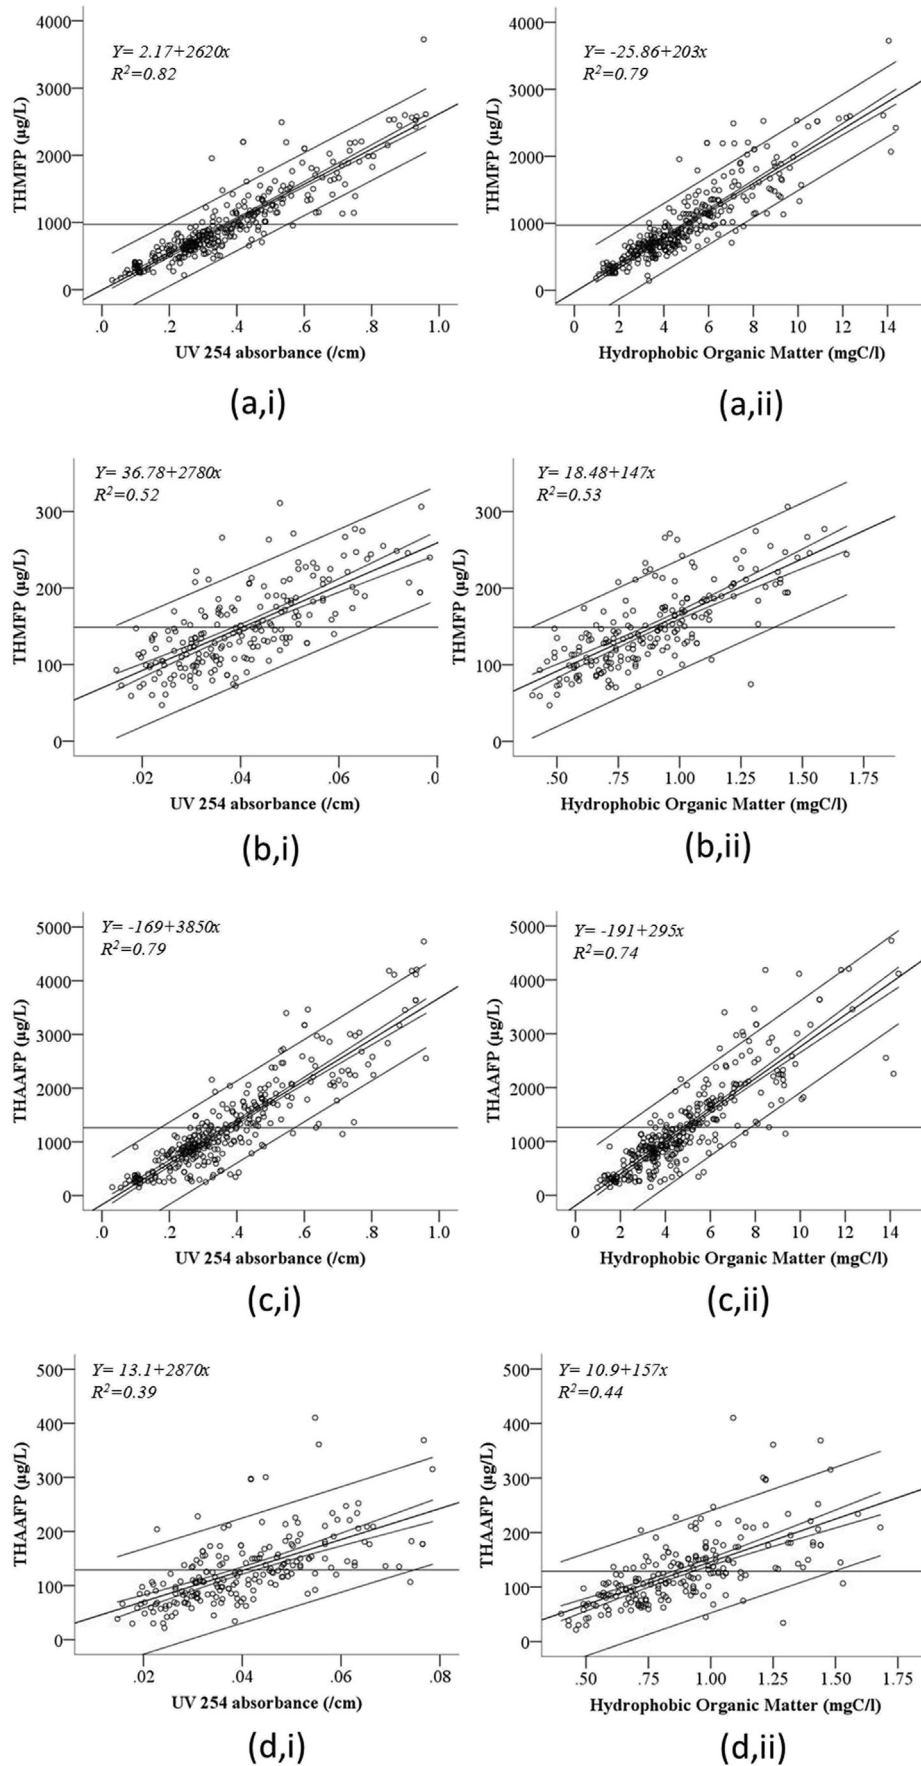 Y= 2.17+2620x
R²=0.82
4000
3000
2000
1000
0
THMFP (µg/L)
.0 .2 .4 .6 .8 1.0
UV 254 absorbance (/cm)
(a,i)
Y= -25.86+203x
R²=0.79
4000
3000
2000
1000
0
THMFP (µg/L)
0 2 4 6 8 10 12 14
Hydrophobic Organic Matter (mgC/l)
(a,ii)
Y= 36.78+2780x
R²=0.52
300
200
100
0
THMFP (µg/L)
.02 .04 .06 .0
UV 254 absorbance (/cm)
(b,i)
Y= 18.48+147x
R²=0.53
300
200
100
0
THMFP (µg/L)
.50 .75 1.00 1.25 1.50 1.75
Hydrophobic Organic Matter (mgC/l)
(b,ii)
Y= -169+3850x
R²=0.79
5000
4000
3000
2000
1000
0
THAAFP (µg/L)
.0 .2 .4 .6 .8 1.0
UV 254 absorbance (/cm)
(c,i)
Y= -191+295x
R²=0.74
5000
4000
3000
2000
1000
0
THAAFP (µg/L)
0 2 4 6 8 10 12 14
Hydrophobic Organic Matter (mgC/l)
(c,ii)
Y= 13.1+2870x
R²=0.39
500
400
300
200
100
0
THAAFP (µg/L)
.02 .04 .06 .08
UV 254 absorbance (/cm)
(d,i)
Y= 10.9+157x
R²=0.44
500
400
300
200
100
0
THAAFP (µg/L)
.50 .75 1.00 1.25 1.50 1.75
Hydrophobic Organic Matter (mgC/l)
(d,ii)